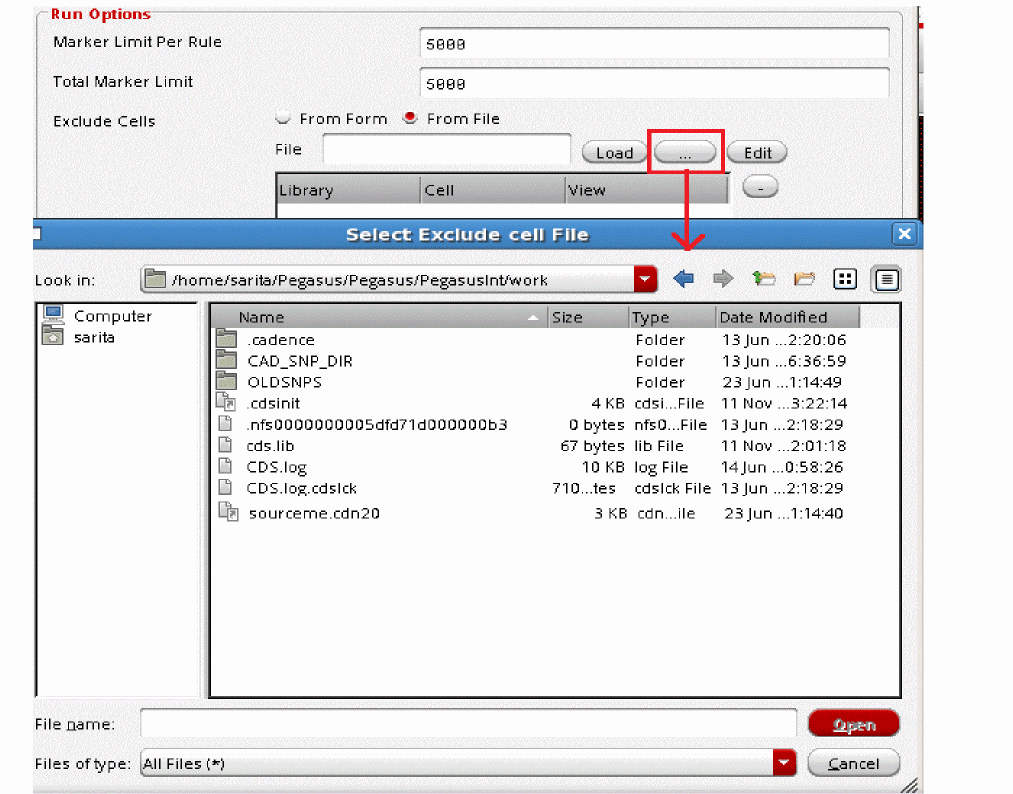 Run Options
Marker Limit Per Rule 5000
Total Marker Limit 5000
Exclude Cells From Form From File
File Load ... Edit
Library Cell View -
Select Exclude cell File
Look in: /home/sarita/Pegasus/Pegasus/PegasusInt/work
Computer
sarita
Name Size Type Date Modified
.cadence Folder 13 Jun ...2:20:06
CAD_SNP_DIR Folder 13 Jun ...6:36:59
OLDSNPS Folder 23 Jun ...1:14:49
.cdsinit 4 KB cdsi...File 11 Nov ...3:22:14
.nfs0000000005dfd71d000000b3 0 bytes nfs0...File 13 Jun ...2:18:29
cds.lib 67 bytes lib File 11 Nov ...2:01:18
CDS.log 10 KB log File 14 Jun ...0:58:26
CDS.log.cdslck 710...tes cdslck File 13 Jun ...2:18:29
sourceme.cdn20 3 KB cdn...ile 23 Jun ...1:14:40
File name: Open
Files of type: All Files (*) Cancel